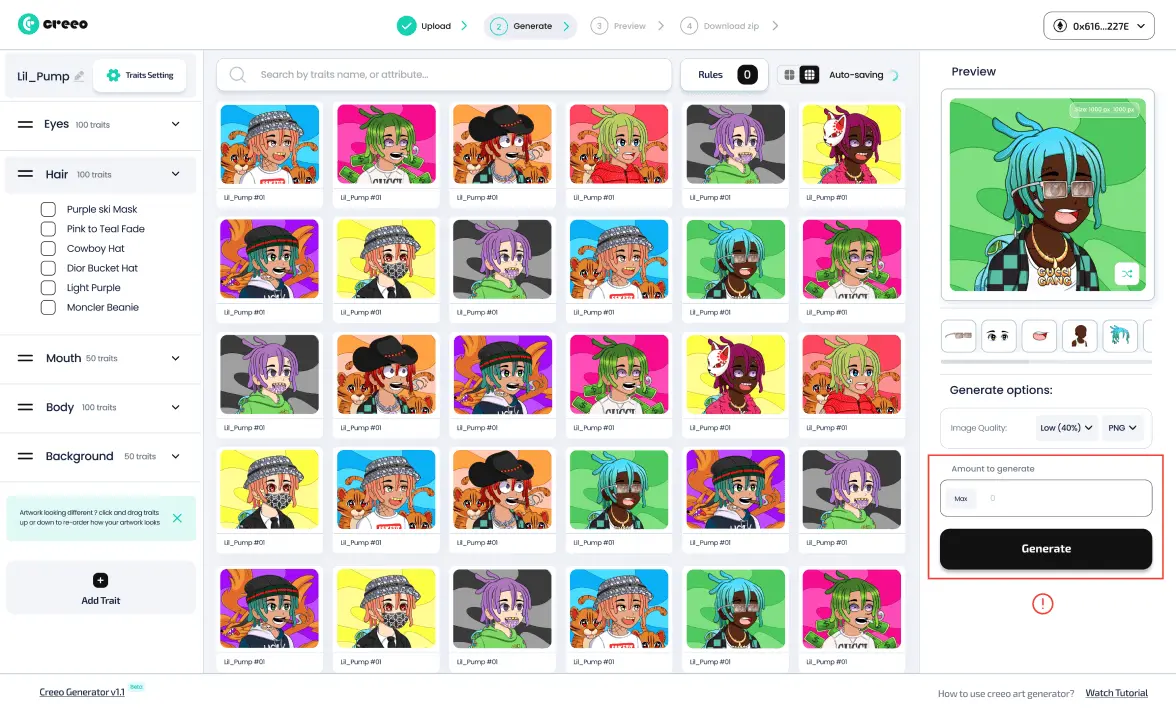 creeo
Upload
2 Generate
3 Preview
4 Download zip
0x616...227E
Lil_Pump
Traits Setting
Search by traits name, or attribute...
Rules 0
Auto-saving
Preview
Eyes 100 traits
Hair 100 traits
Purple ski Mask
Pink to Teal Fade
Cowboy Hat
Dior Bucket Hat
Light Purple
Moncler Beanie
Mouth 50 traits
Body 100 traits
Background 50 traits
Artwork looking different ? click and drag traits
up or down to re-order how your artwork looks
Add Trait
Lil_Pump #01 Lil_Pump #01 Lil_Pump #01 Lil_Pump #01 Lil_Pump #01 Lil_Pump #01
Lil_Pump #01 Lil_Pump #01 Lil_Pump #01 Lil_Pump #01 Lil_Pump #01 Lil_Pump #01
Lil_Pump #01 Lil_Pump #01 Lil_Pump #01 Lil_Pump #01 Lil_Pump #01 Lil_Pump #01
Lil_Pump #01 Lil_Pump #01 Lil_Pump #01 Lil_Pump #01 Lil_Pump #01 Lil_Pump #01
Lil_Pump #01 Lil_Pump #01 Lil_Pump #01 Lil_Pump #01 Lil_Pump #01 Lil_Pump #01
GUCCI
GANG
Generate options:
Image Quality: Low (40%) PNG
Amount to generate
Max 0
Generate
!
Creeo Generator v1.1 Beta
How to use creeo art generator? Watch Tutorial